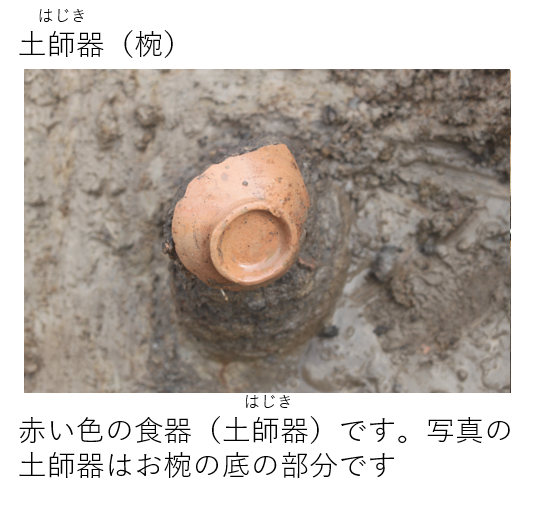 はじき
土師器（椀）
はじき
赤い色の食器（土師器）です。写真の
土師器はお椀の底の部分です